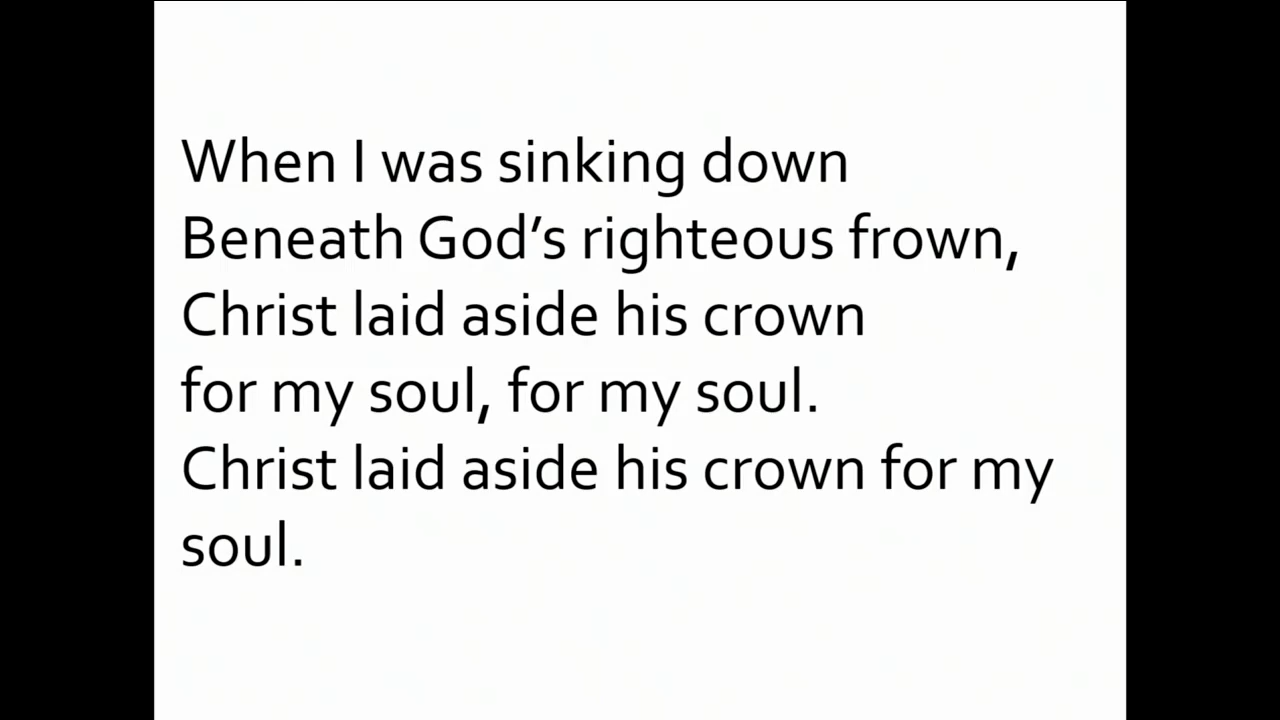 When I was sinking down
Beneath God’s righteous frown,
Christ laid aside his crown
for my soul, for my soul.
Christ laid aside his crown for my
soul.